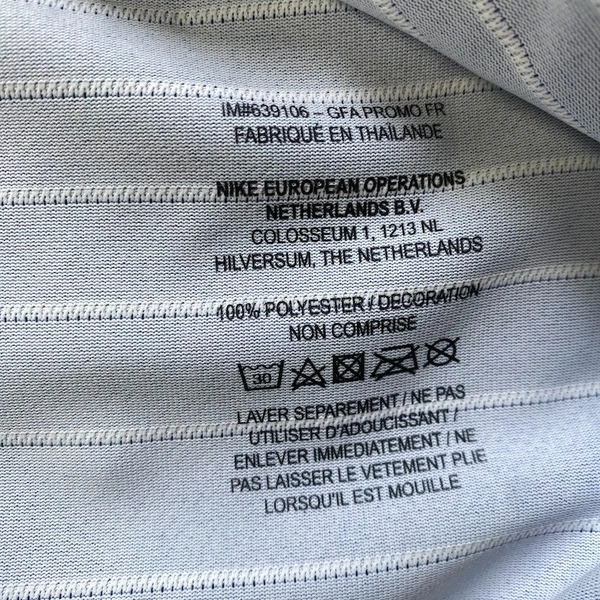 IM#639106 – GFA PROMO FR
FABRIQUÉ EN THAÏLANDE
NIKE EUROPEAN OPERATIONS
NETHERLANDS B.V.
COLOSSEUM 1, 1213 NL
HILVERSUM, THE NETHERLANDS
100% POLYESTER / DECORATION
NON COMPRISE
30
LAVER SEPAREMENT / NE PAS
UTILISER D'ADOUCISSANT /
ENLEVER IMMEDIATEMENT / NE
PAS LAISSER LE VETEMENT PLIE
LORSQU'IL EST MOUILLE